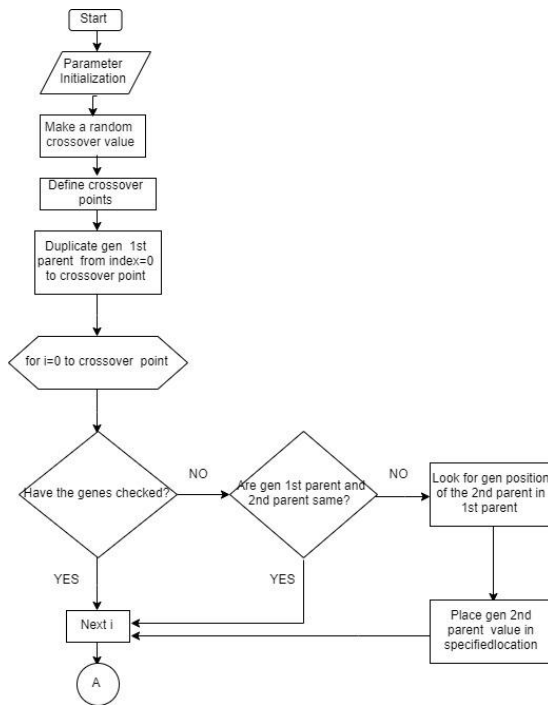 Start
Parameter
Initialization
Make a random
crossover value
Define crossover
points
Duplicate gen 1st
parent from index=0
to crossover point
for i=0 to crossover point
Have the genes checked?
NO
Are gen 1st parent and
2nd parent same?
NO
Look for gen position
of the 2nd parent in
1st parent
YES
YES
Next i
Place gen 2nd
parent value in
specifiedlocation
A